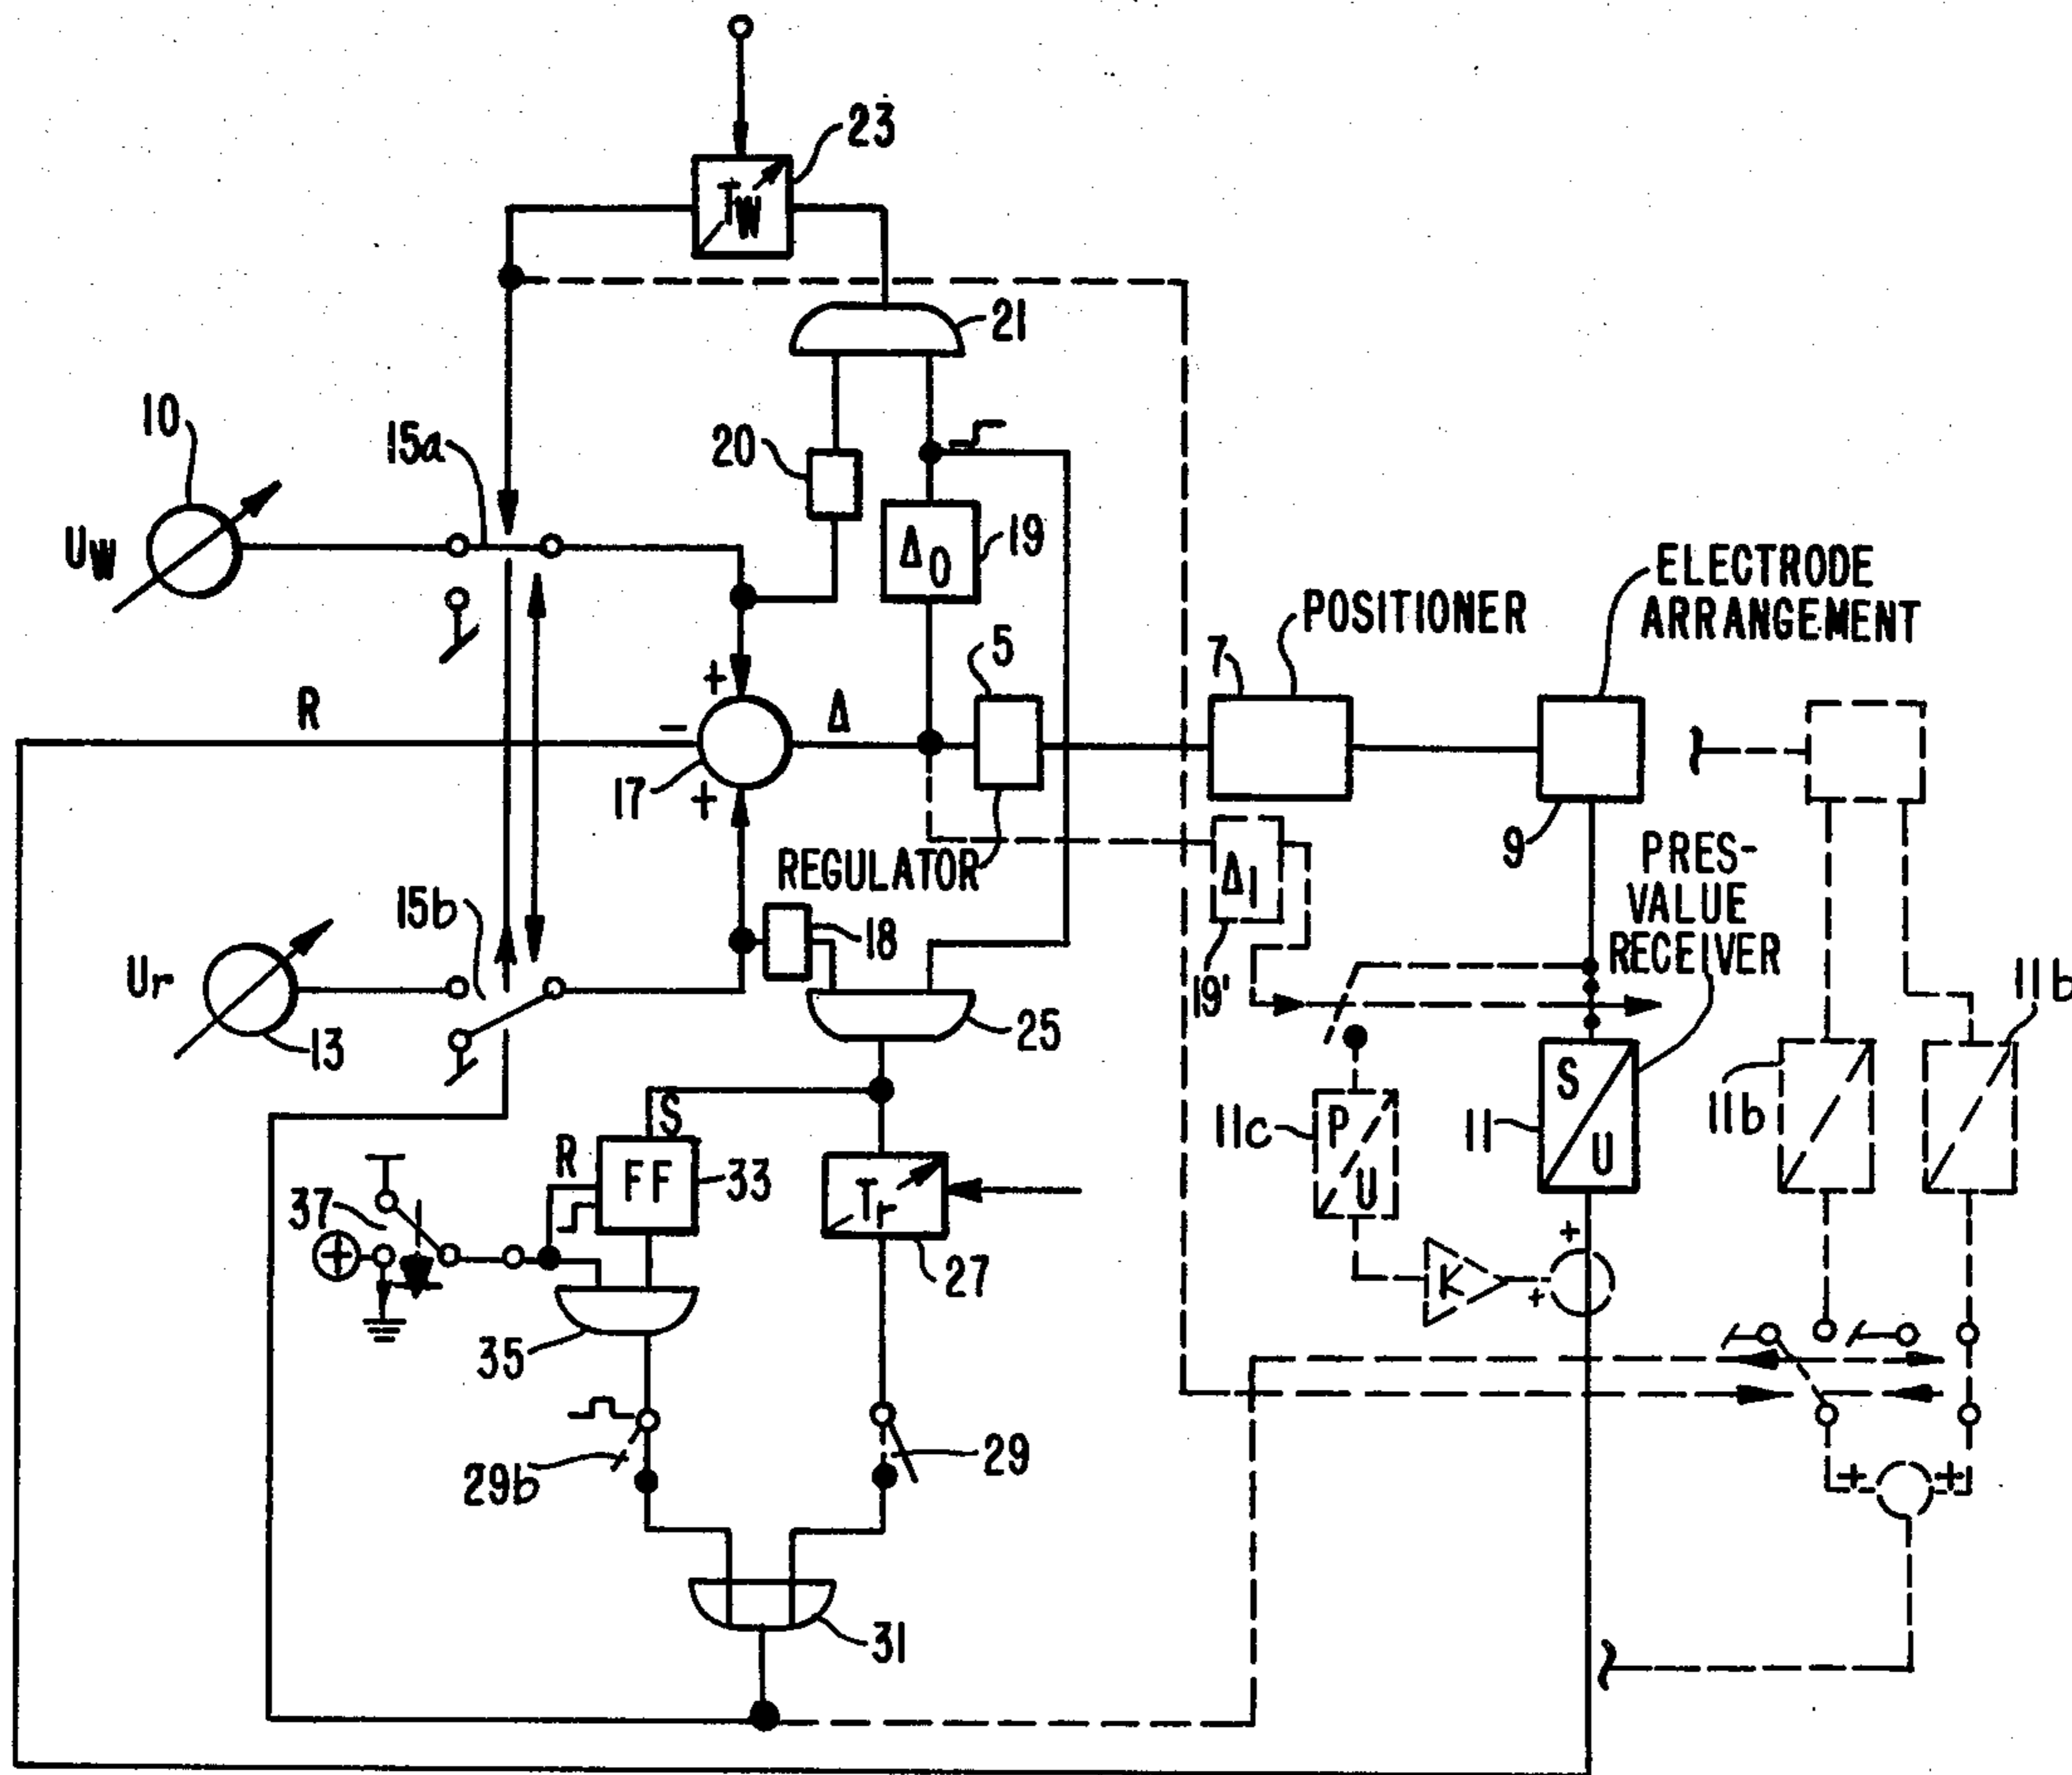 23
TW
21
10
15a
20
UW
Δ0
19
ELECTRODE
ARRANGEMENT
POSITIONER
5
7
R
+
−
Δ
17
+
9
REGULATOR
Δ1
PRES-
VALUE
RECEIVER
15b
18
19'
11b
Ur
13
25
S
U
11
11b
11c
P
U
S
R
FF
33
Tr
37
+
27
+
K
+
35
29b
29
+
+
31